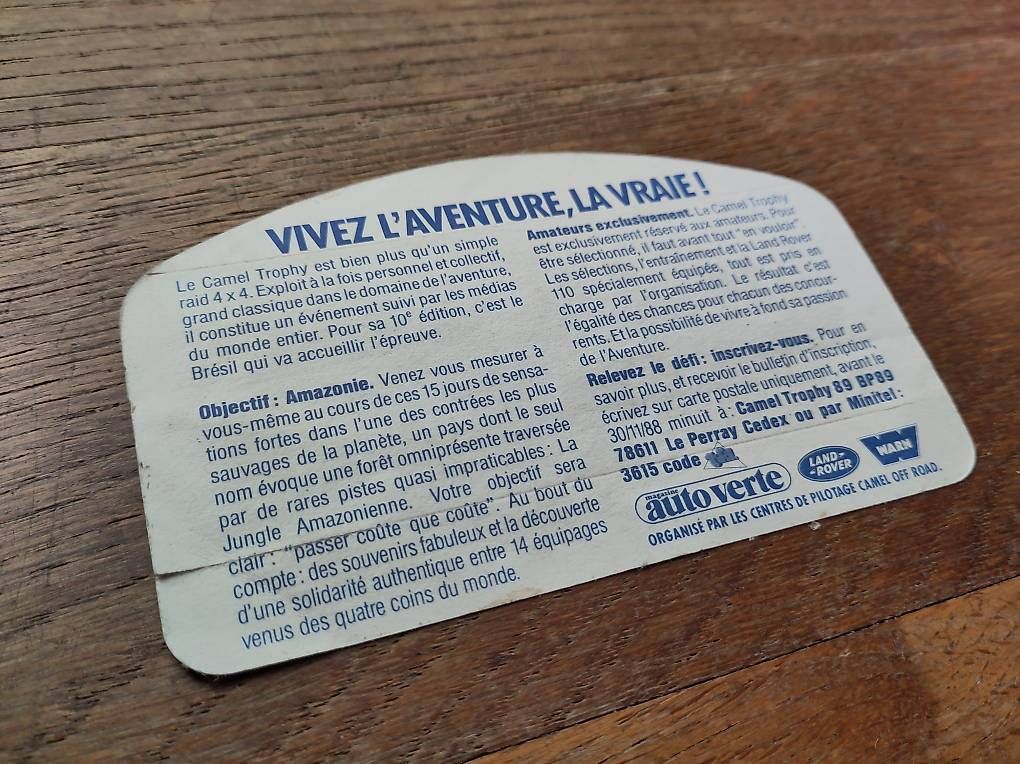 VIVEZ L'AVENTURE, LA VRAIE !
Le Camel Trophy est bien plus qu'un simple
raid 4 x 4. Exploit à la fois personnel et collectif,
grand classique dans le domaine de l'aventure,
il constitue un événement suivi par les médias
du monde entier. Pour sa 10e édition, c'est le
Brésil qui va accueillir l'épreuve.
Objectif : Amazonie. Venez vous mesurer à
vous-même au cours de ces 15 jours de sensa-
tions fortes dans l'une des contrées les plus
sauvages de la planète, un pays dont le seul
nom évoque une forêt omniprésente traversée
par de rares pistes quasi impraticables : La
Jungle Amazonienne. Votre objectif sera
clair : "passer coûte que coûte". Au bout du
compte : des souvenirs fabuleux et la découverte
d'une solidarité authentique entre 14 équipages
venus des quatre coins du monde.
Amateurs exclusivement. Le Camel Trophy
est exclusivement réservé aux amateurs. Pour
être sélectionné, il faut avant tout "en vouloir".
Les sélections, l'entraînement et la Land Rover
110 spécialement équipée, tout est pris en
charge par l'organisation. Le résultat c'est
l'égalité des chances pour chacun des concur-
rents. Et la possibilité de vivre à fond sa passion
de l'Aventure.
Relevez le défi : inscrivez-vous. Pour en
savoir plus, et recevoir le bulletin d'inscription,
écrivez sur carte postale uniquement, avant le
30/11/88 minuit à : Camel Trophy 89 BP89
78611 Le Perray Cedex ou par Minitel :
3615 code
magazine
auto verte
LAND-
-ROVER
WARN
ORGANISÉ PAR LES CENTRES DE PILOTAGE CAMEL OFF ROAD.